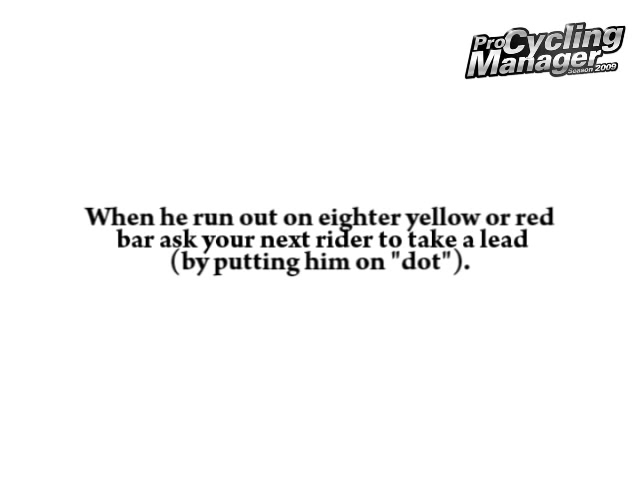 Pro Cycling
Manager
Season 2009
When he run out on eighter yellow or red
bar ask your next rider to take a lead
(by putting him on "dot").